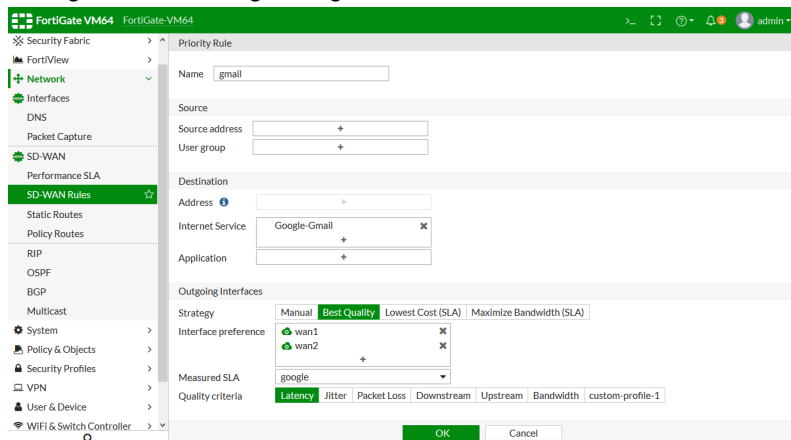 FortiGate VM64 FortiGate-VM64 >_ ? 3 admin
Security Fabric >
FortiView >
Network
Interfaces
DNS
Packet Capture
SD-WAN
Performance SLA
SD-WAN Rules
Static Routes
Policy Routes
RIP
OSPF
BGP
Multicast
System >
Policy & Objects >
Security Profiles >
VPN >
User & Device >
WiFi & Switch Controller >
Priority Rule
Name gmail
Source
Source address +
User group +
Destination
Address i +
Internet Service Google-Gmail ✖
+
Application +
Outgoing Interfaces
Strategy Manual Best Quality Lowest Cost (SLA) Maximize Bandwidth (SLA)
Interface preference wan1 ✖
wan2 ✖
+
Measured SLA google
Quality criteria Latency Jitter Packet Loss Downstream Upstream Bandwidth custom-profile-1
OK Cancel